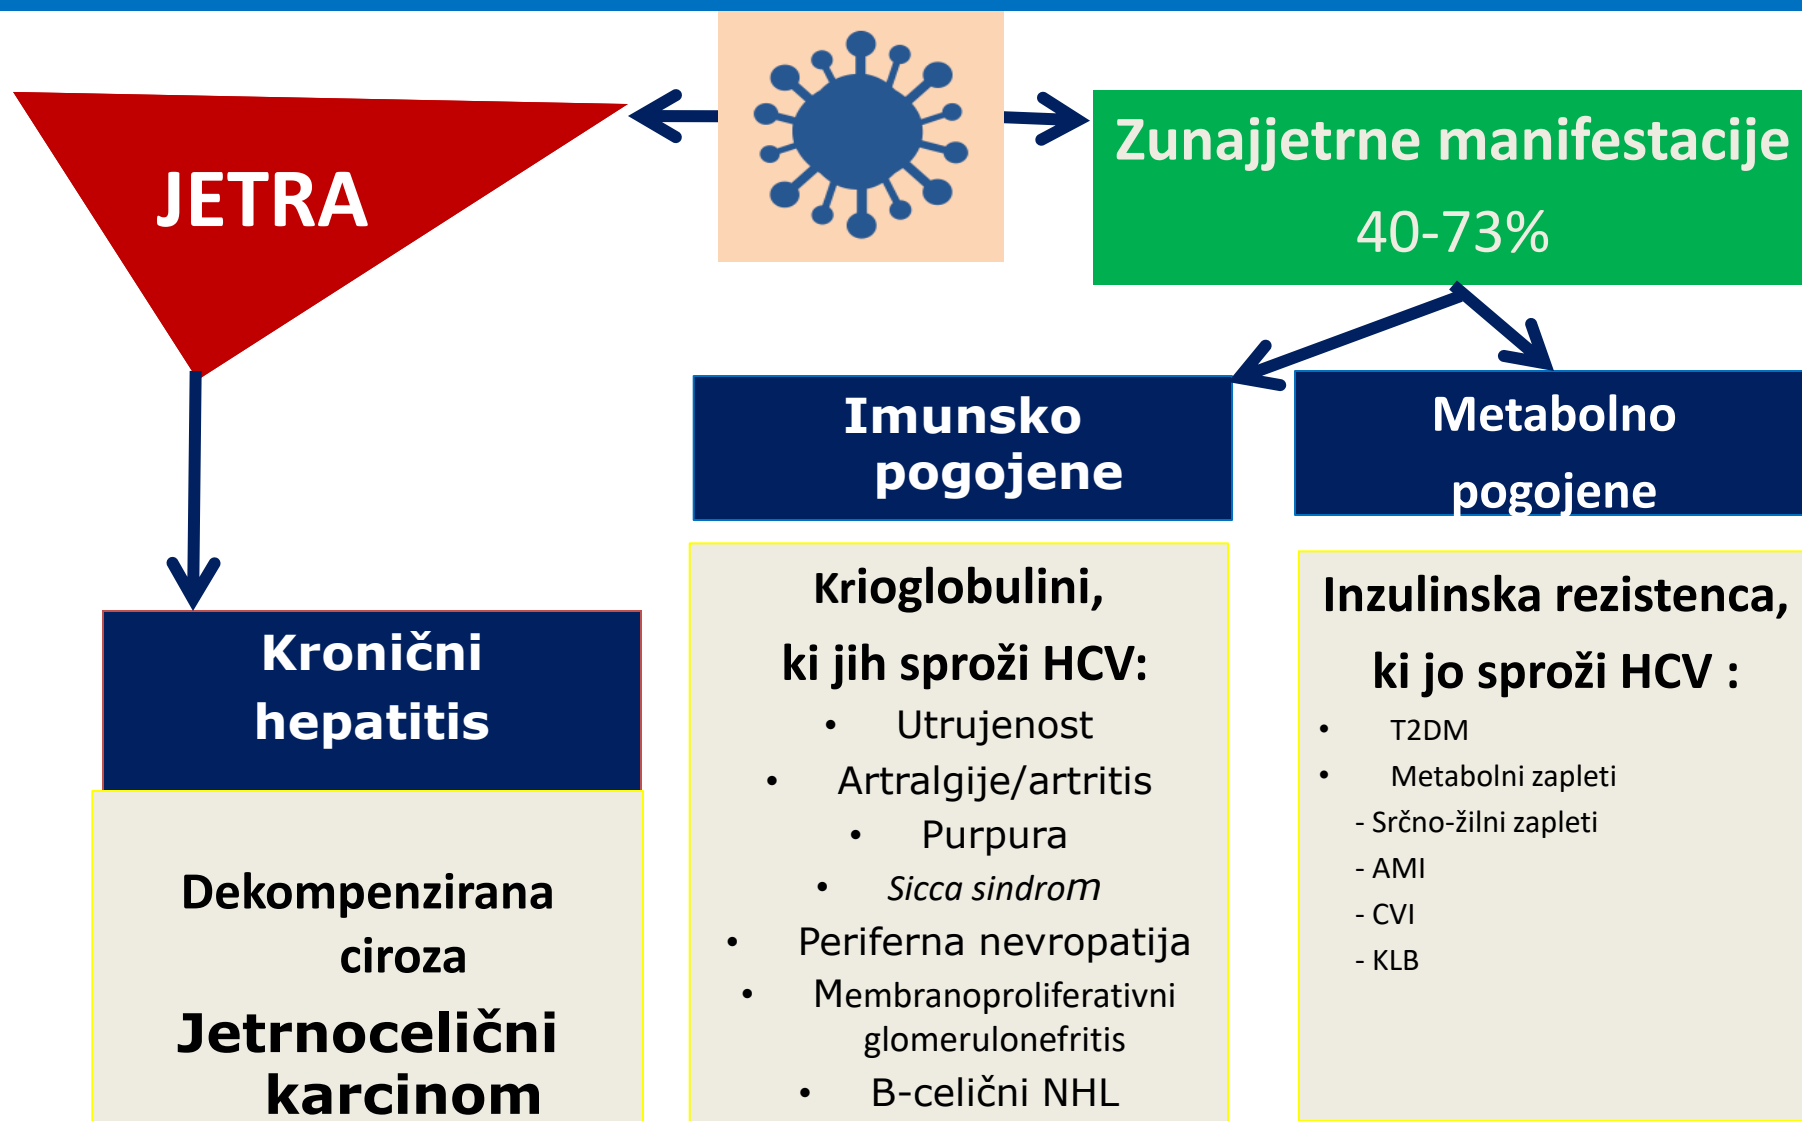 JETRA
Zunajjetrne manifestacije
40-73%
Imunsko
pogojene
Metabolno
pogojene
Kronični
hepatitis
Dekompenzirana
ciroza
Jetrnocelični
karcinom
Krioglobulini,
ki jih sproži HCV:
• Utrujenost
• Artralgije/artritis
• Purpura
• Sicca sindrom
• Periferna nevropatija
• Membranoproliferativni
glomerulonefritis
• B-celični NHL
Inzulinska rezistenca,
ki jo sproži HCV :
• T2DM
• Metabolni zapleti
- Srčno-žilni zapleti
- AMI
- CVI
- KLB